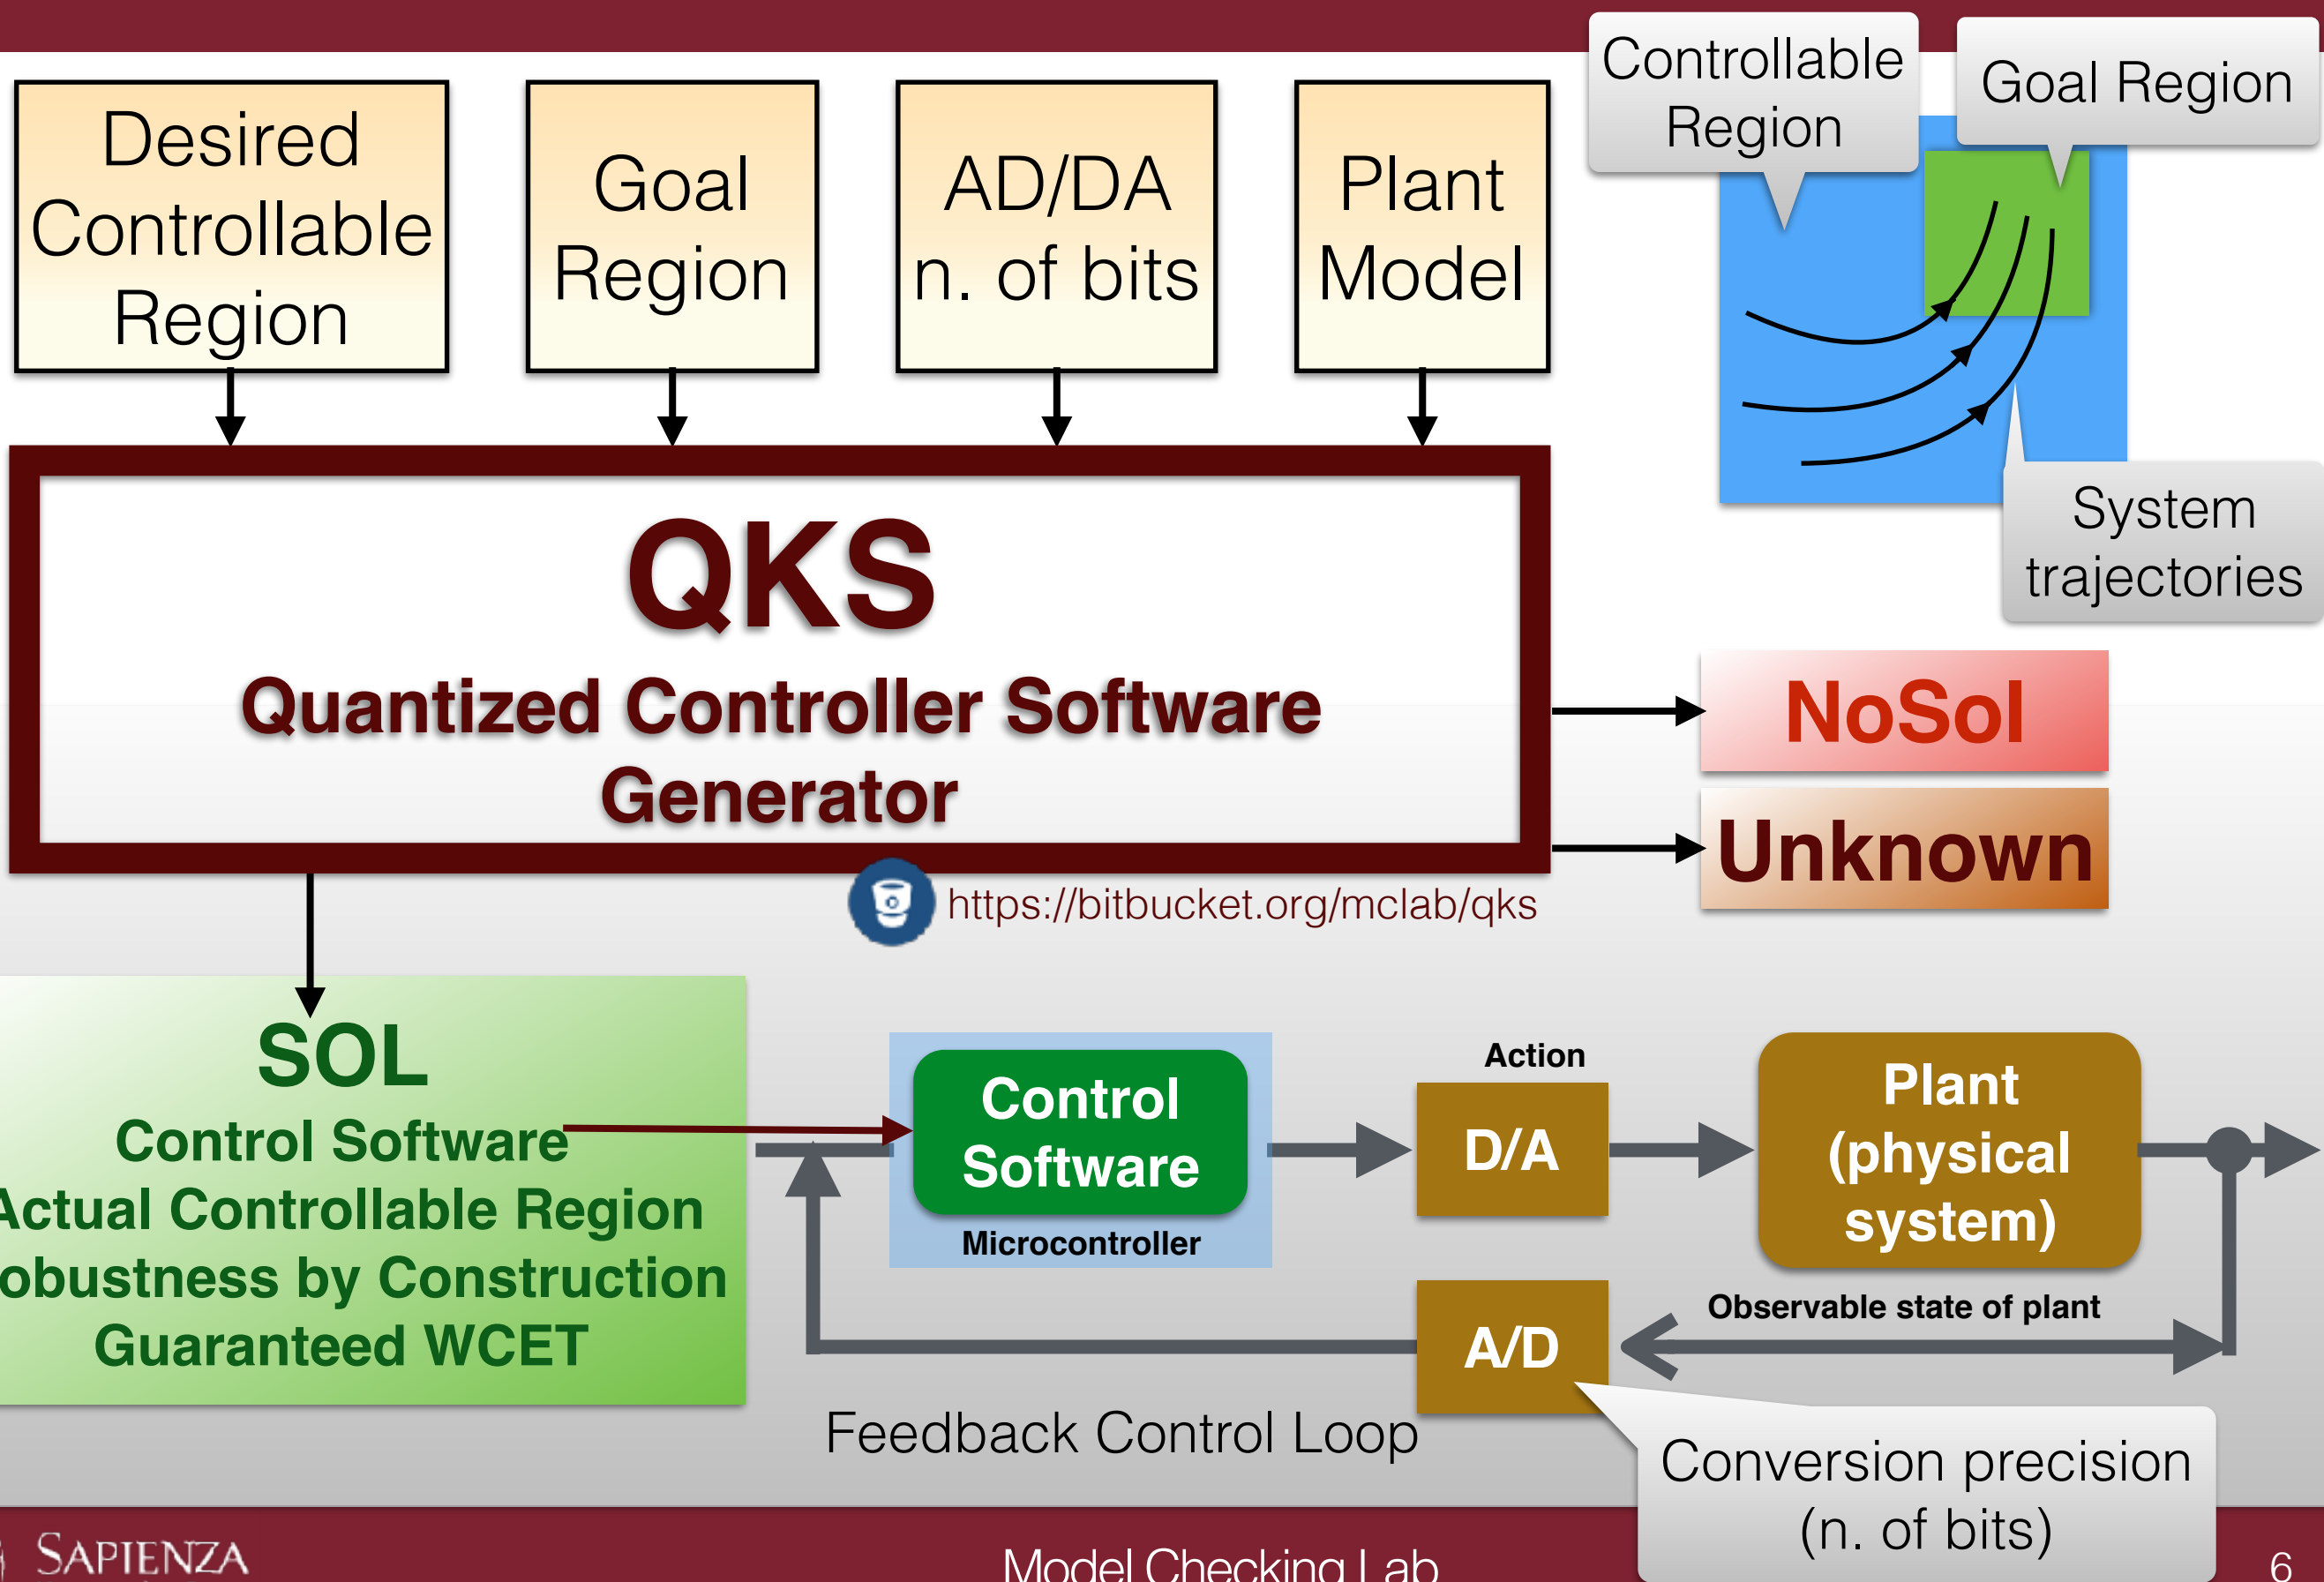 Desired
Controllable
Region
Goal
Region
AD/DA
n. of bits
Plant
Model
Controllable
Region
Goal Region
System
trajectories
QKS
Quantized Controller Software
Generator
NoSol
Unknown
https://bitbucket.org/mclab/qks
SOL
Control Software
Actual Controllable Region
obustness by Construction
Guaranteed WCET
Control
Software
Microcontroller
Action
D/A
Plant
(physical
system)
Observable state of plant
A/D
Feedback Control Loop
Conversion precision
(n. of bits)
SAPIENZA
Model Checking Lab
6